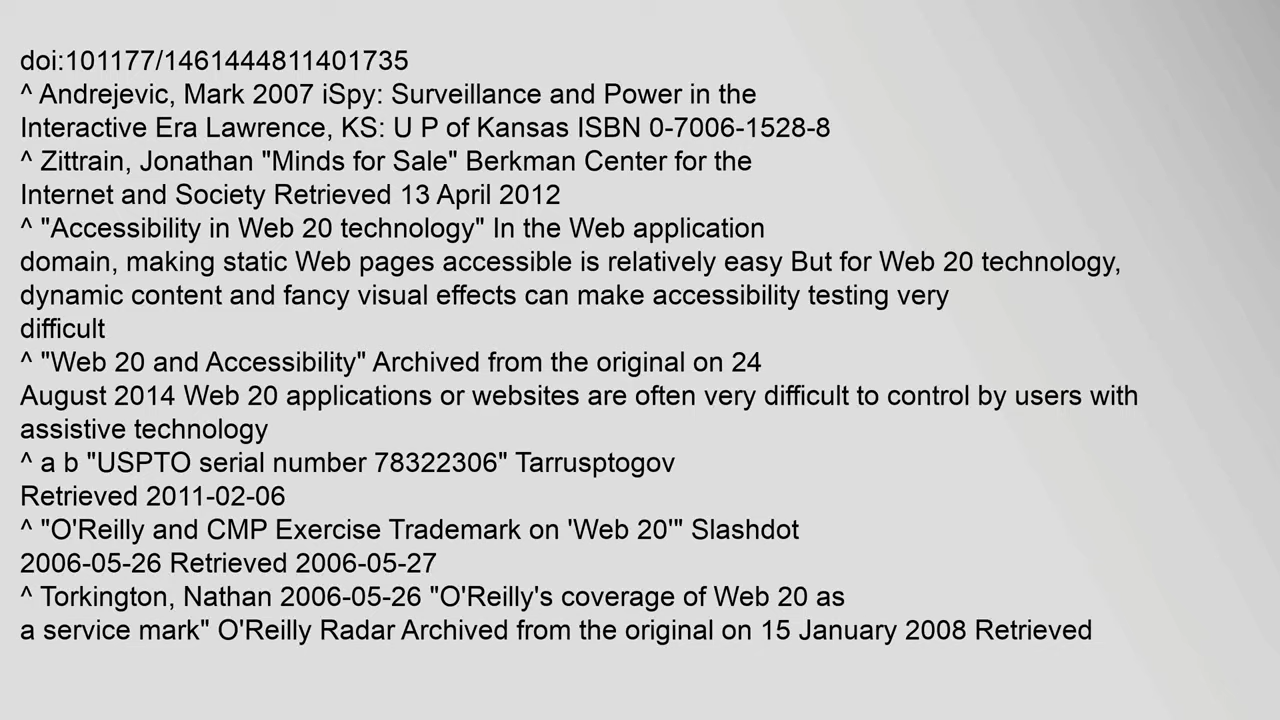 doi:101177/1461444811401735
^ Andrejevic, Mark 2007 iSpy: Surveillance and Power in the
Interactive Era Lawrence, KS: U P of Kansas ISBN 0-7006-1528-8
^ Zittrain, Jonathan "Minds for Sale" Berkman Center for the
Internet and Society Retrieved 13 April 2012
^ "Accessibility in Web 20 technology" In the Web application
domain, making static Web pages accessible is relatively easy But for Web 20 technology,
dynamic content and fancy visual effects can make accessibility testing very
difficult
^ "Web 20 and Accessibility" Archived from the original on 24
August 2014 Web 20 applications or websites are often very difficult to control by users with
assistive technology
^ a b "USPTO serial number 78322306" Tarrusptogov
Retrieved 2011-02-06
^ "O'Reilly and CMP Exercise Trademark on 'Web 20'" Slashdot
2006-05-26 Retrieved 2006-05-27
^ Torkington, Nathan 2006-05-26 "O'Reilly's coverage of Web 20 as
a service mark" O'Reilly Radar Archived from the original on 15 January 2008 Retrieved